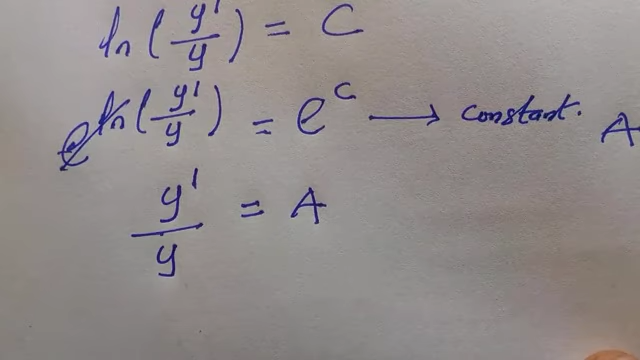 ln(y'/y) = C
e^ln(y'/y) = e^c → constant. A
y'/y = A